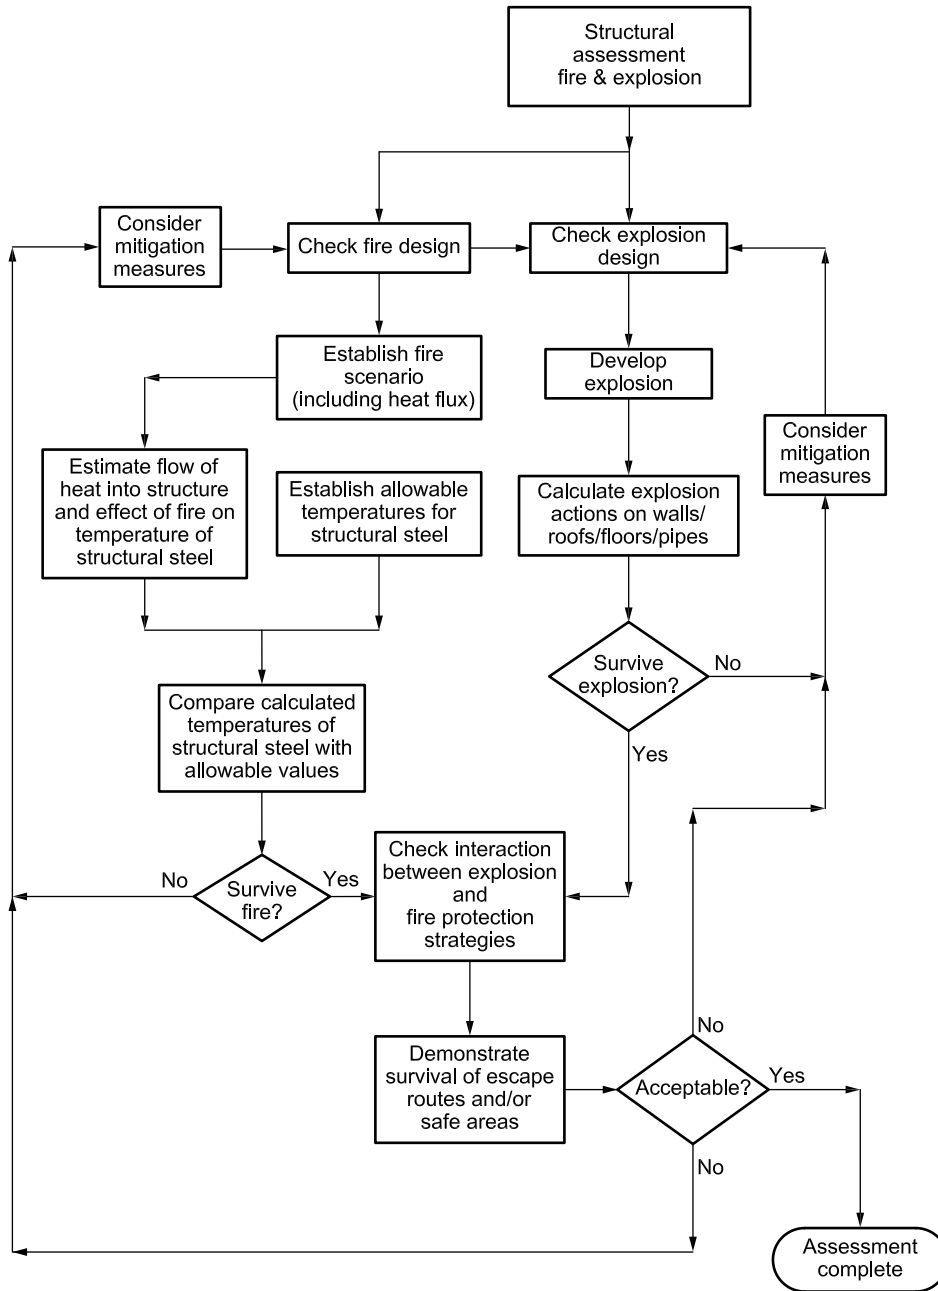 Structural
assessment
fire & explosion
Consider
mitigation
measures
Check fire design
Check explosion
design
Establish fire
scenario
(including heat flux)
Develop
explosion
Consider
mitigation
measures
Estimate flow of
heat into structure
and effect of fire on
temperature of
structural steel
Establish allowable
temperatures for
structural steel
Calculate explosion
actions on walls/
roofs/floors/pipes
Survive
explosion?
No
Yes
Compare calculated
temperatures of
structural steel with
allowable values
No
Survive
fire?
Yes
Check interaction
between explosion
and
fire protection
strategies
Demonstrate
survival of escape
routes and/or
safe areas
No
Acceptable?
Yes
No
Assessment
complete